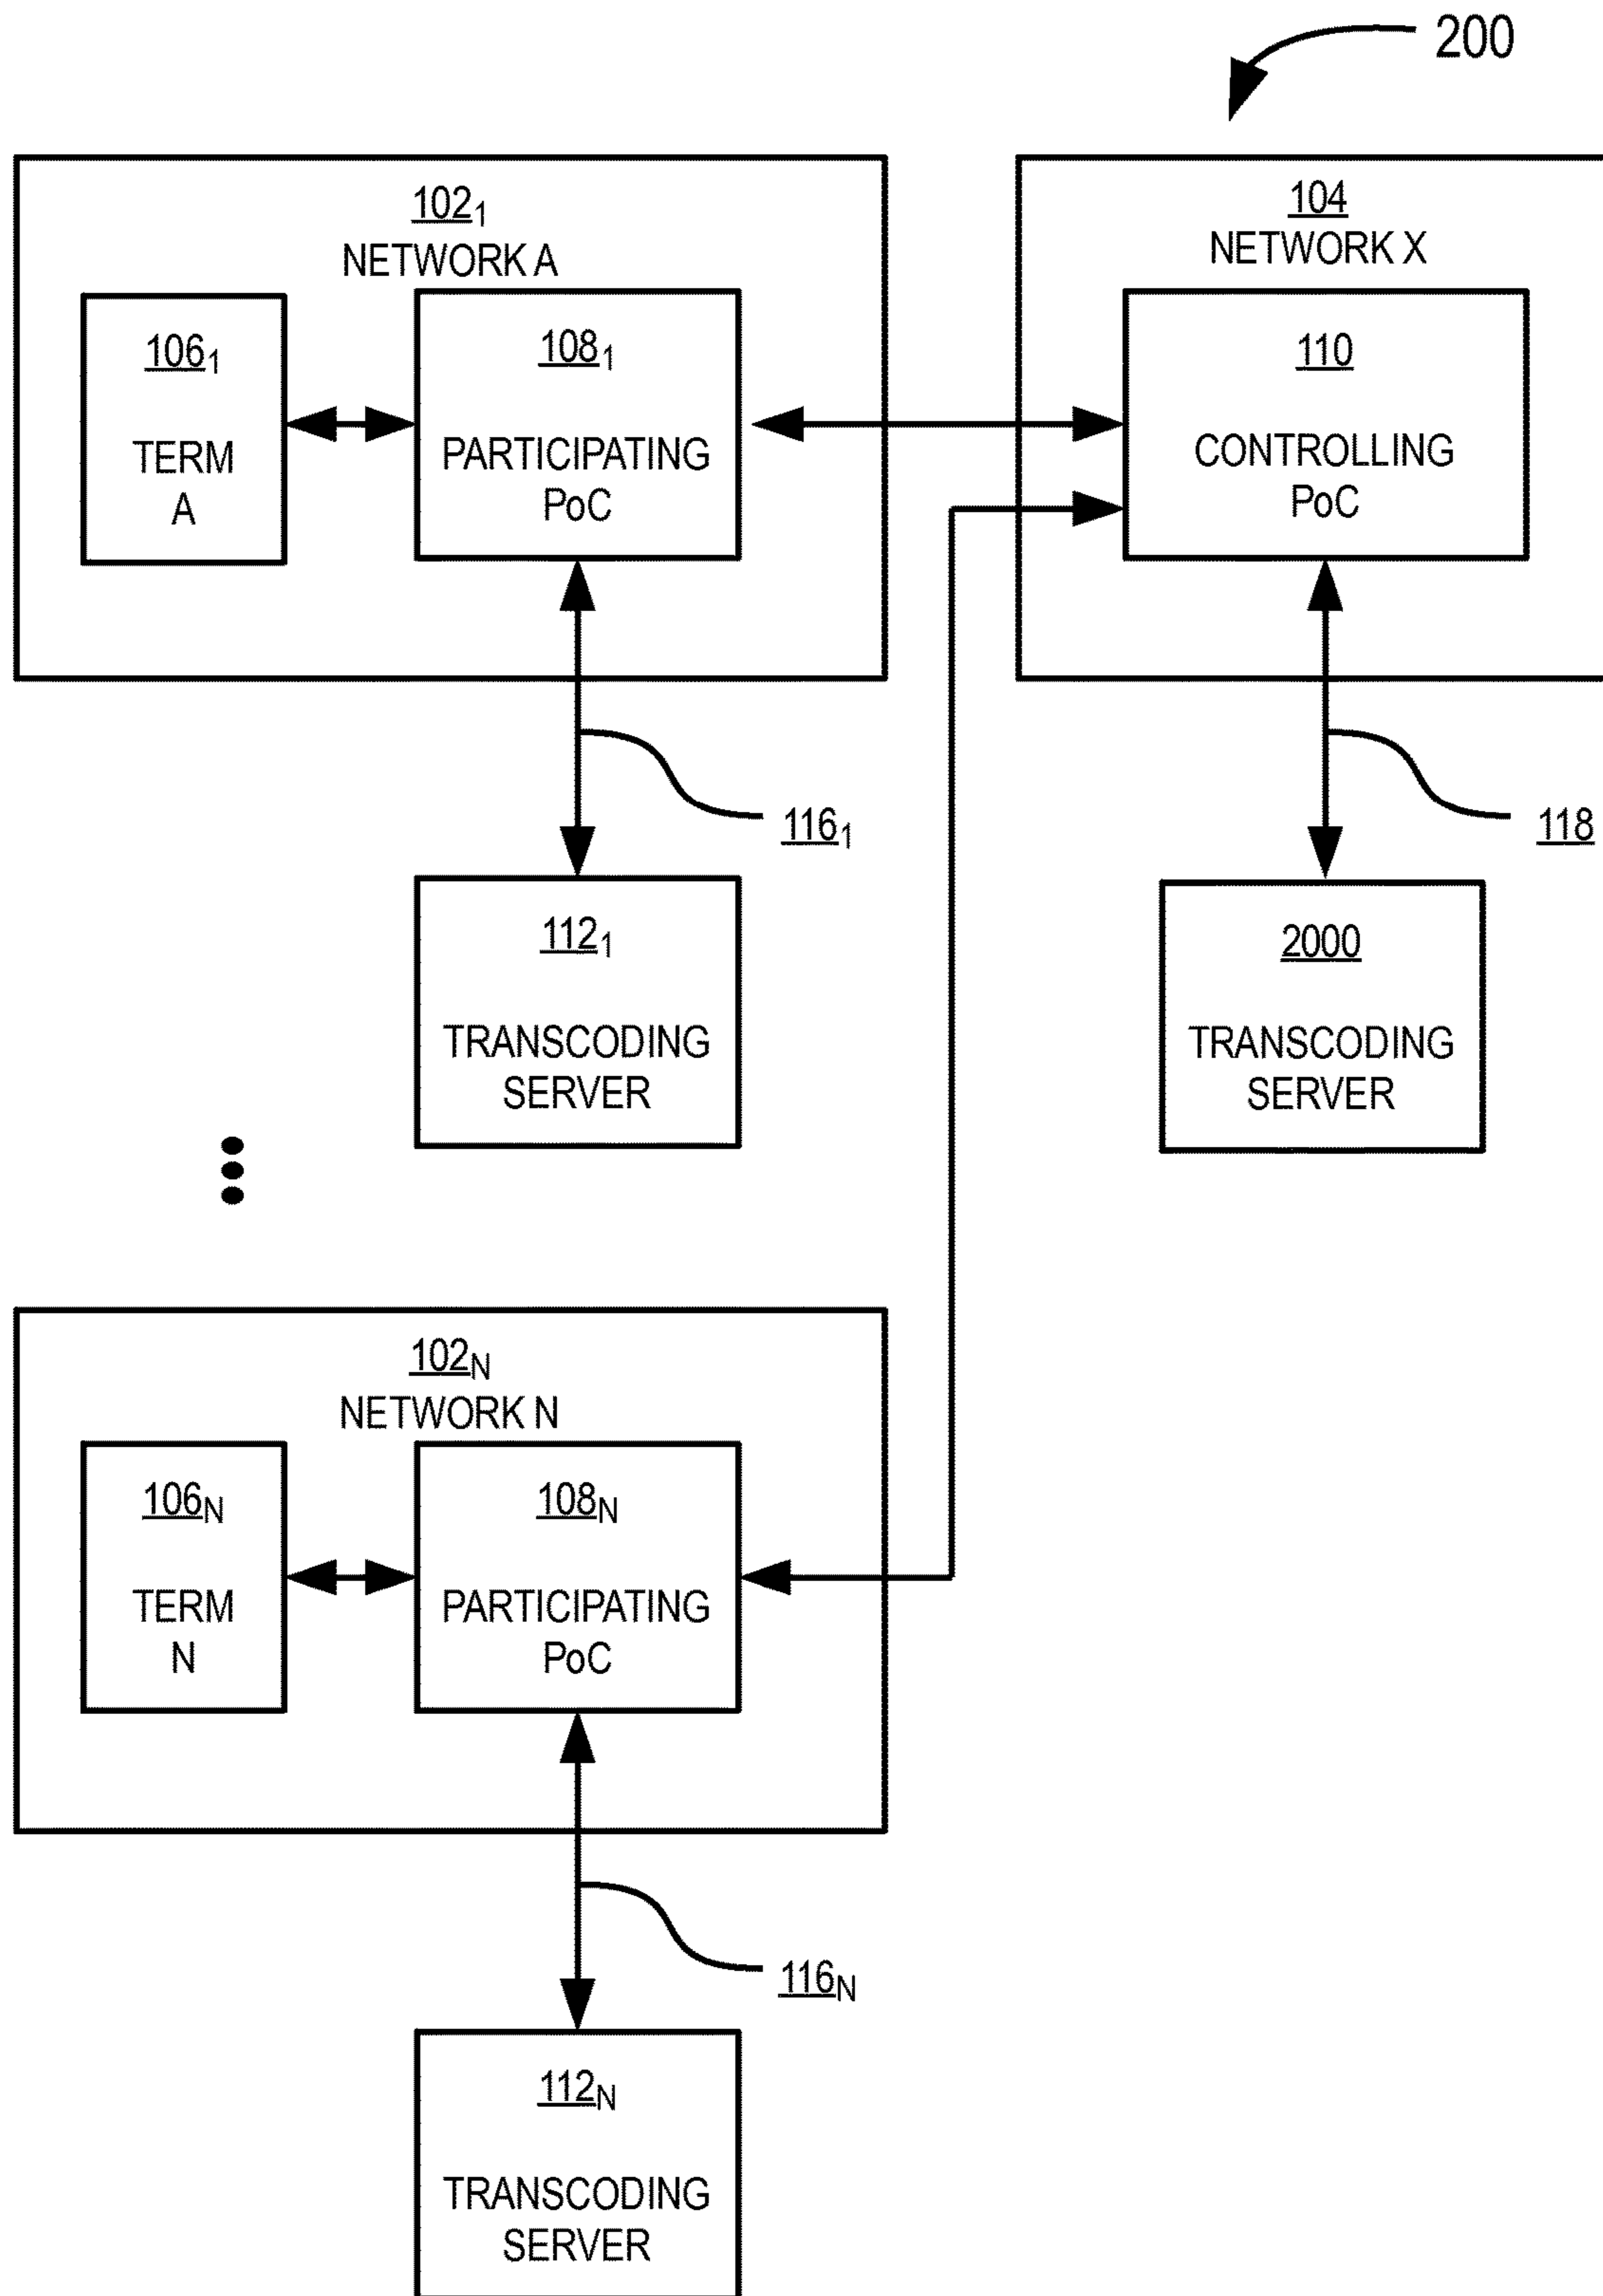 200
102₁
NETWORK A
106₁
TERM
A
108₁
PARTICIPATING
PoC
104
NETWORK X
110
CONTROLLING
PoC
116₁
118
112₁
TRANSCODING
SERVER
2000
TRANSCODING
SERVER
102N
NETWORK N
106N
TERM
N
108N
PARTICIPATING
PoC
116N
112N
TRANSCODING
SERVER